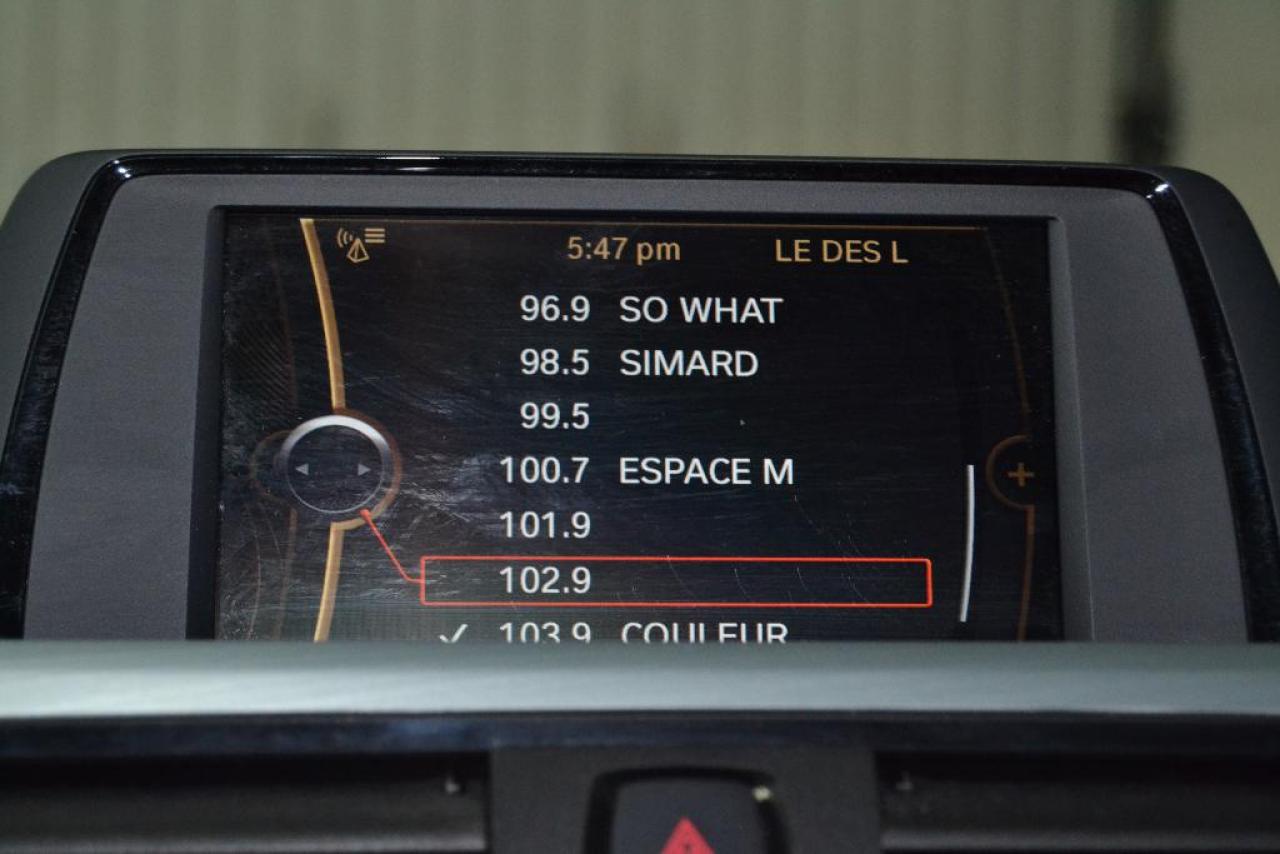 5:47 pm LE DES L
96.9 SO WHAT
98.5 SIMARD
99.5
100.7 ESPACE M
101.9
102.9
103.9 COULEUR